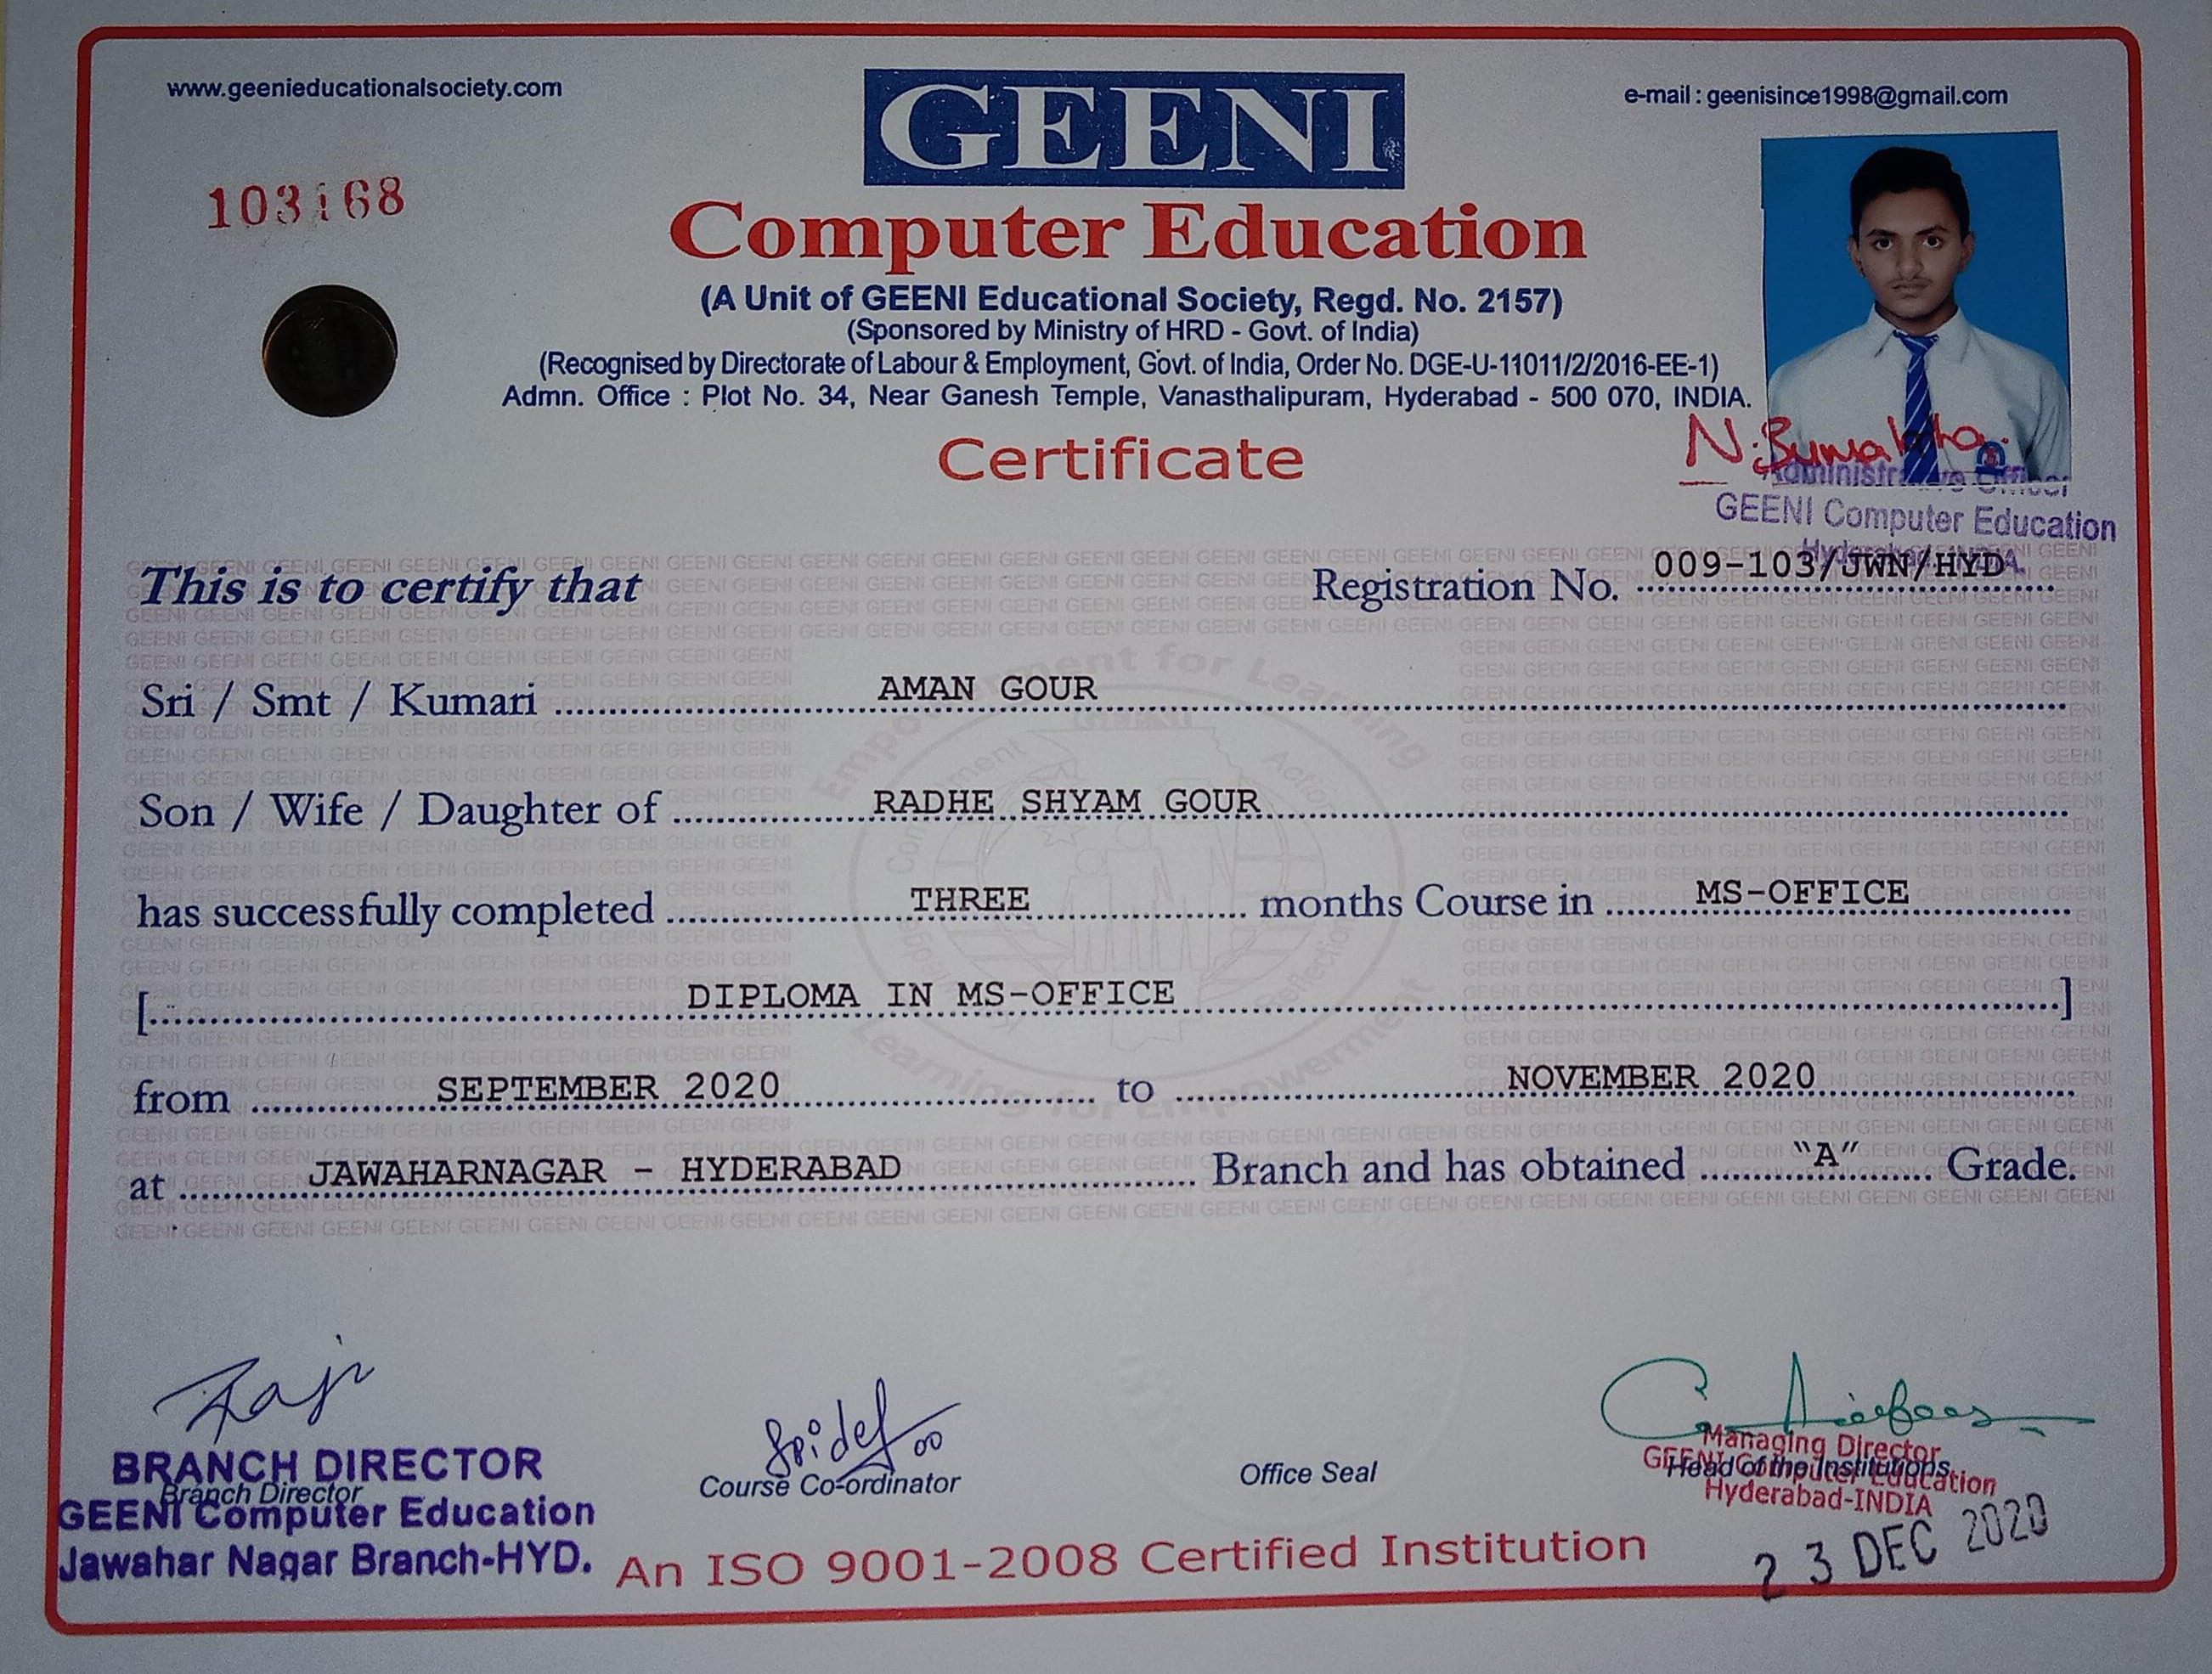 www.geenieducationalsociety.com
e-mail : geenisince1998@gmail.com
GEENI
103168
Computer Education
(A Unit of GEENI Educational Society, Regd. No. 2157)
(Sponsored by Ministry of HRD - Govt. of India)
(Recognised by Directorate of Labour & Employment, Govt. of India, Order No. DGE-U-11011/2/2016-EE-1)
Admn. Office : Plot No. 34, Near Ganesh Temple, Vanasthalipuram, Hyderabad - 500 070, INDIA.
Certificate
Administrative Officer
GEENI Computer Education
Hyderabad-INDIA.
This is to certify that Registration No. 009-103/JWN/HYD
Sri / Smt / Kumari AMAN GOUR
Son / Wife / Daughter of RADHE SHYAM GOUR
has successfully completed THREE months Course in MS-OFFICE
[ DIPLOMA IN MS-OFFICE ]
from SEPTEMBER 2020 to NOVEMBER 2020
at JAWAHARNAGAR - HYDERABAD Branch and has obtained "A" Grade.
Empowerment for Learning
Learning for Empowerment
BRANCH DIRECTOR
Branch Director
GEENI Computer Education
Jawahar Nagar Branch-HYD.
Course Co-ordinator
Office Seal
Managing Director
GEENI Computer Education
Head of the Institutions
Hyderabad-INDIA
23 DEC 2020
An ISO 9001-2008 Certified Institution